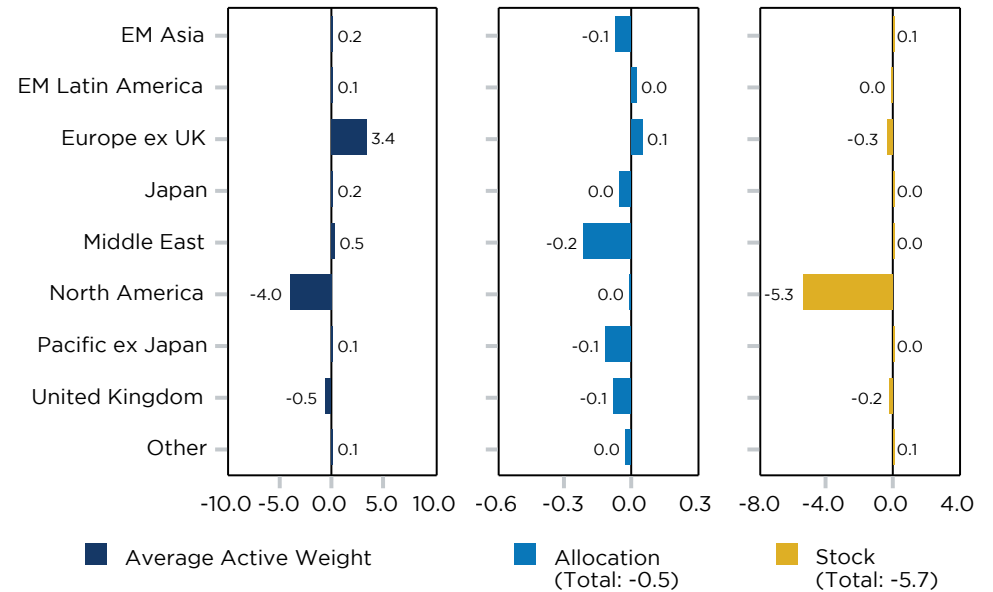 EM Asia 0.2 -0.1 0.1
EM Latin America 0.1 0.0 0.0
Europe ex UK 3.4 0.1 -0.3
Japan 0.2 0.0 0.0
Middle East 0.5 -0.2 0.0
North America -4.0 0.0 -5.3
Pacific ex Japan 0.1 -0.1 0.0
United Kingdom -0.5 -0.1 -0.2
Other 0.1 0.0 0.1
-10.0 -5.0 0.0 5.0 10.0 -0.6 -0.3 0.0 0.3 -8.0 -4.0 0.0 4.0
Average Active Weight Allocation Stock
(Total: -0.5) (Total: -5.7)